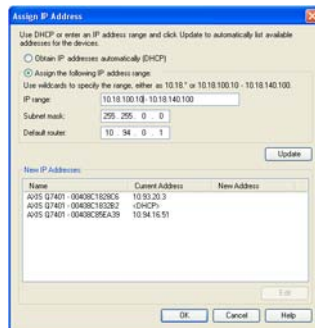 Assign IP Address
Use DHCP or enter an IP address range and click Update to automatically list available
addresses for the devices.
Obtain IP addresses automatically (DHCP)
Assign the following IP address range:
Use wildcards to specify the range, either as 10.18.* or 10.18.100.10 - 10.18.140.100.
IP range: 10.18.100.10 - 10.18.140.100
Subnet mask: 255 . 255 . 0 . 0
Default router: 10 . 94 . 0 . 1
Update
New IP Addresses:
Name Current Address New Address
AXIS Q7401 - 00408C1828C6 10.93.20.3
AXIS Q7401 - 00408C1832B2 <DHCP>
AXIS Q7401 - 00408C85EA39 10.94.16.51
Edit
OK Cancel Help